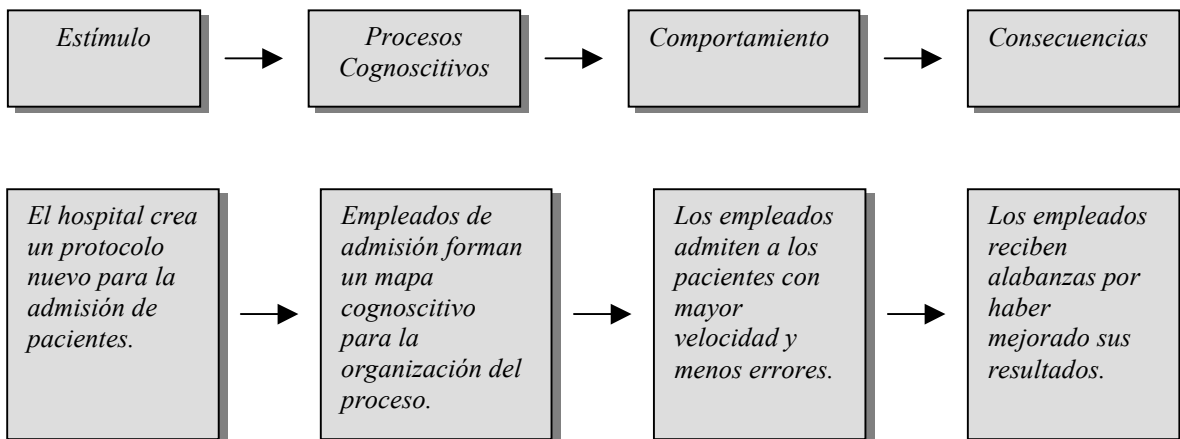 Estímulo
Procesos
Cognoscitivos
Comportamiento
Consecuencias
El hospital crea
un protocolo
nuevo para la
admisión de
pacientes.
Empleados de
admisión forman
un mapa
cognoscitivo
para la
organización del
proceso.
Los empleados
admiten a los
pacientes con
mayor
velocidad y
menos errores.
Los empleados
reciben
alabanzas por
haber
mejorado sus
resultados.